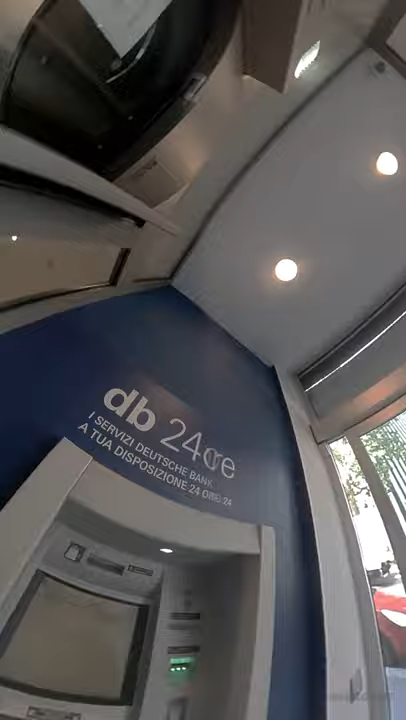 db 24ore
I SERVIZI DEUTSCHE BANK
A TUA DISPOSIZIONE 24 ORE 24